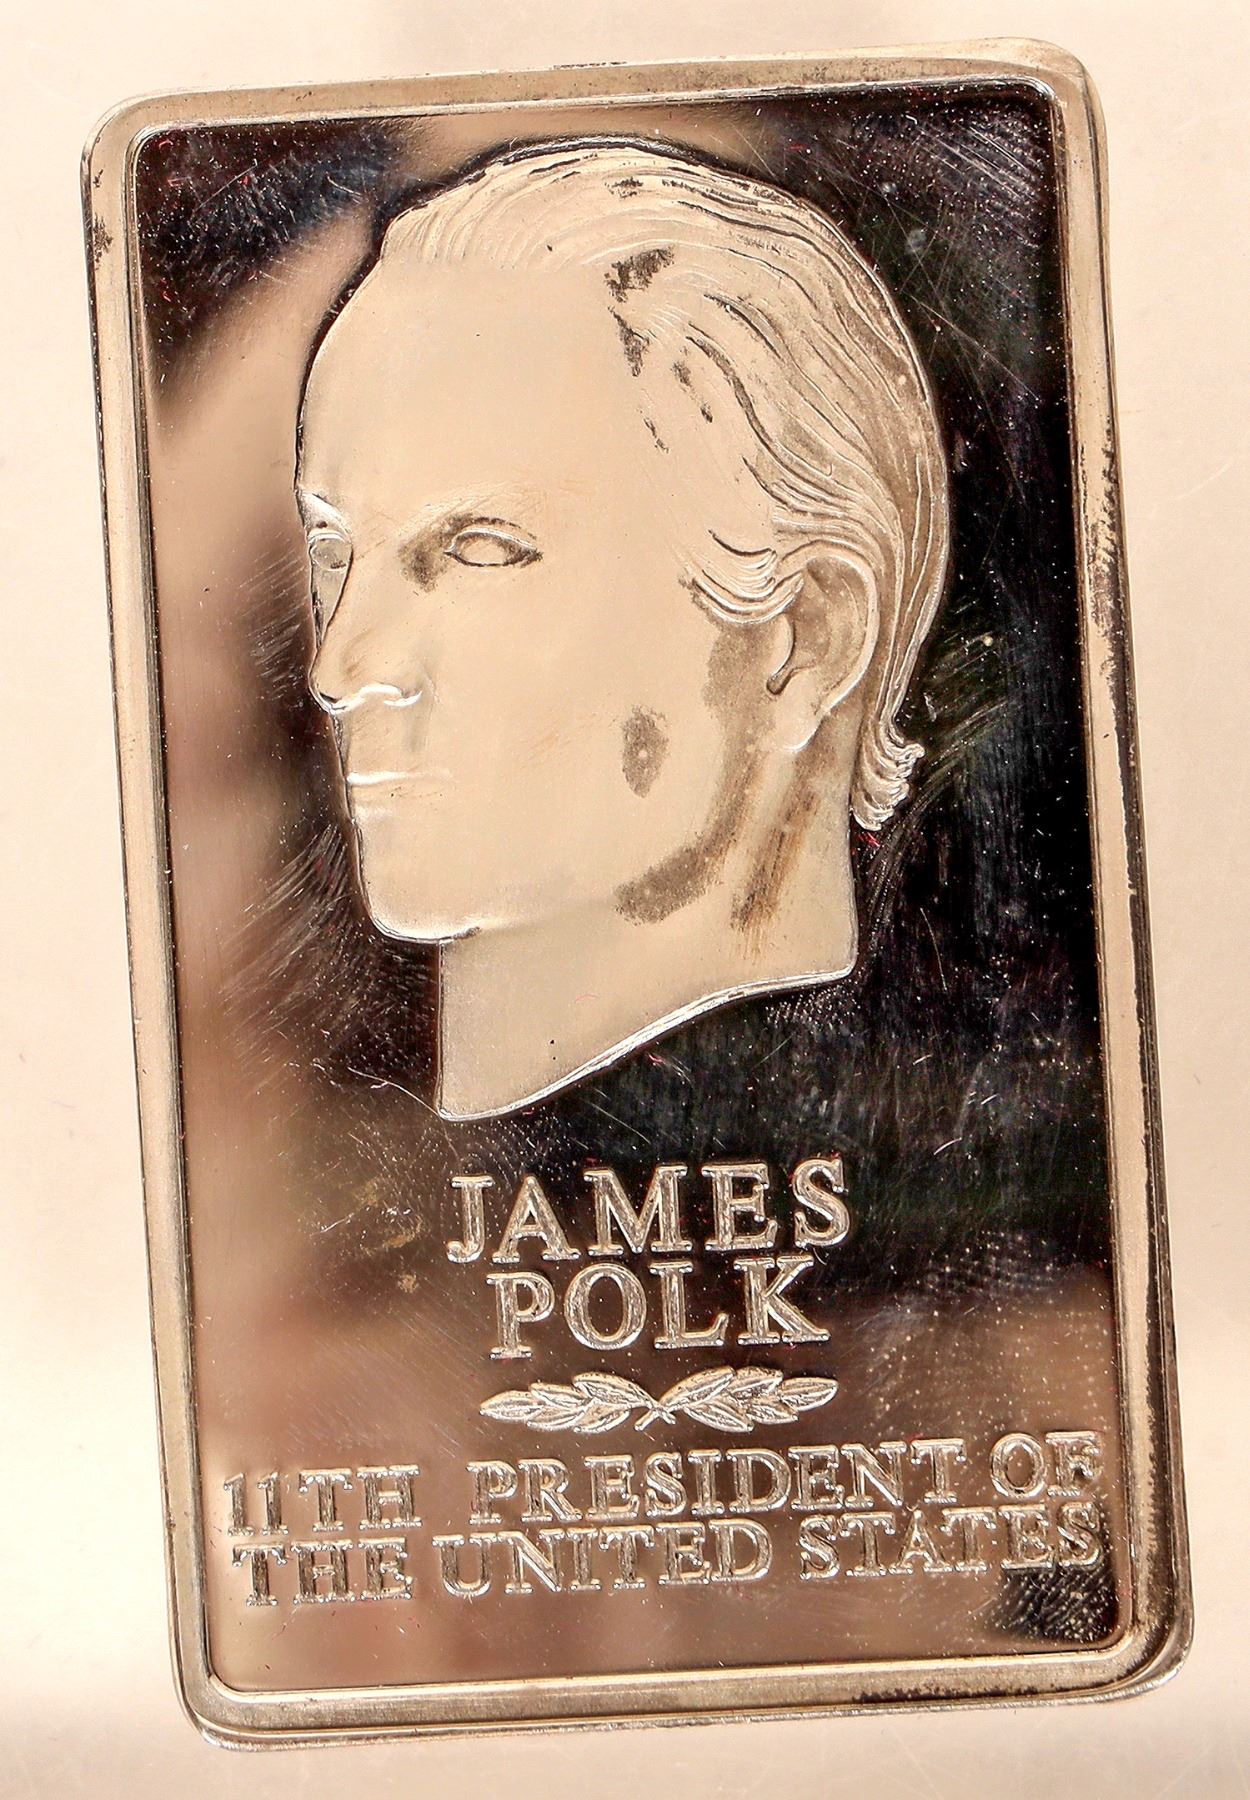 JAMES
POLK
11TH PRESIDENT OF
THE UNITED STATES